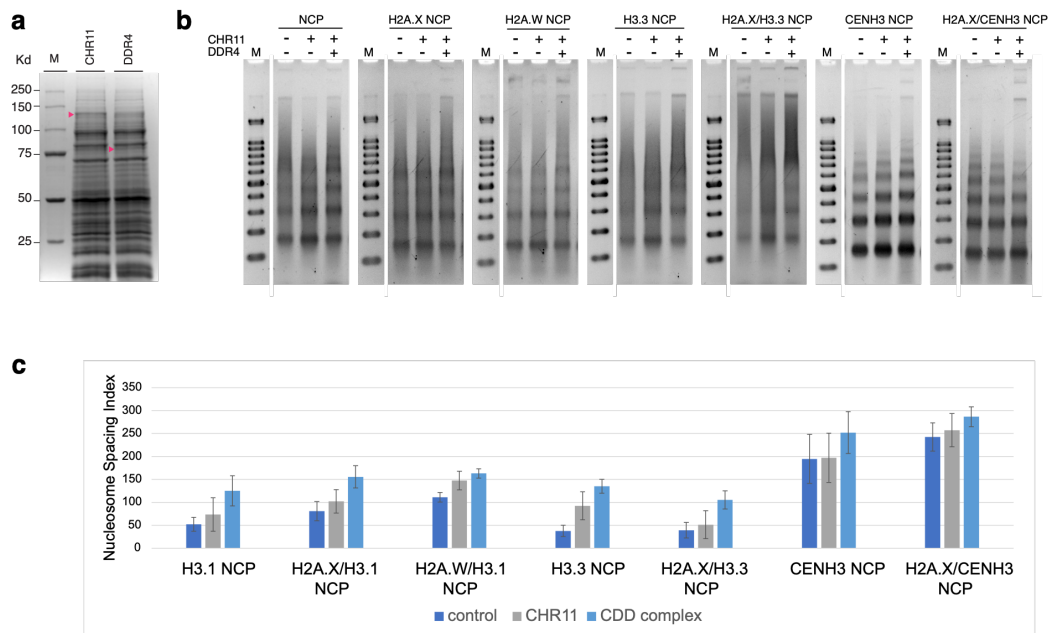 a
CHR11
DDR4
Kd
M
250
150
100
75
50
25
b
NCP
H2A.X NCP
H2A.W NCP
H3.3 NCP
H2A.X/H3.3 NCP
CENH3 NCP
H2A.X/CENH3 NCP
CHR11 - + + - + + - + + - + + - + + - + + - + +
DDR4 - - + - - + - - + - - + - - + - - + - - +
M M M M M M M
c
Nucleosome Spacing Index
350
300
250
200
150
100
50
0
H3.1 NCP
H2A.X/H3.1
NCP
H2A.W/H3.1
NCP
H3.3 NCP
H2A.X/H3.3
NCP
CENH3 NCP
H2A.X/CENH3
NCP
control CHR11 CDD complex